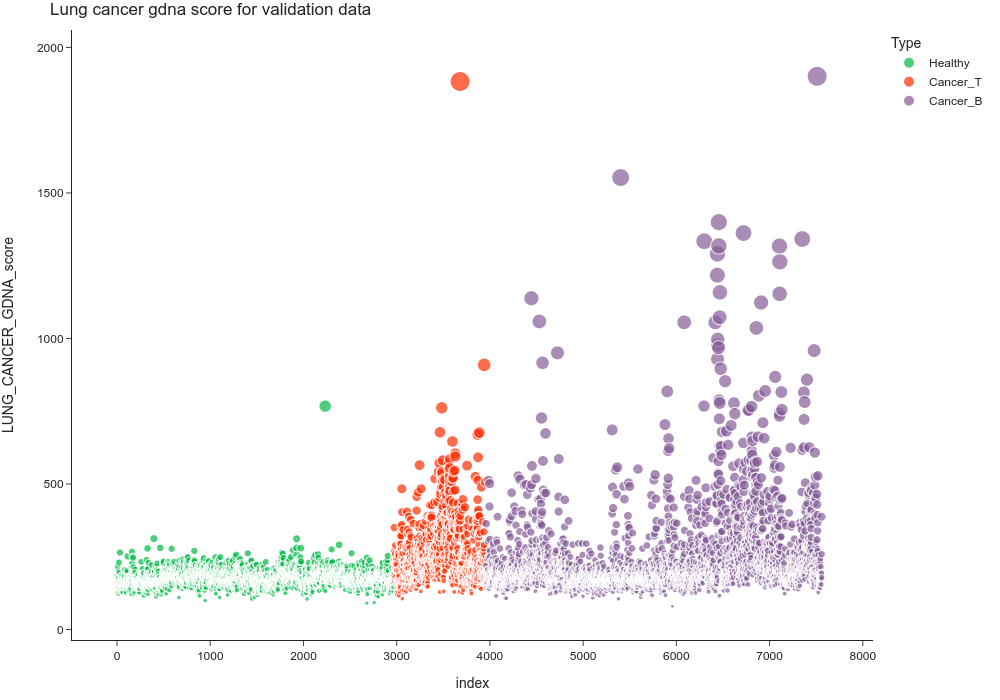 Lung cancer gdna score for validation data
Type
Healthy
Cancer_T
Cancer_B
LUNG_CANCER_GDNA_score
2000
1500
1000
500
0
0 1000 2000 3000 4000 5000 6000 7000 8000
index